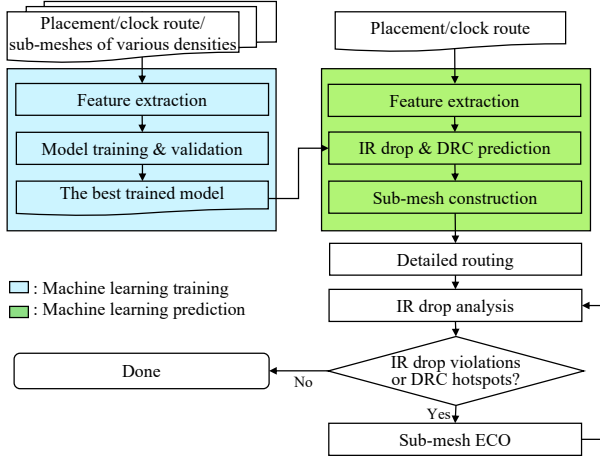 Placement/clock route/
sub-meshes of various densities
Feature extraction
Model training & validation
The best trained model
Placement/clock route
Feature extraction
IR drop & DRC prediction
Sub-mesh construction
Detailed routing
IR drop analysis
: Machine learning training
: Machine learning prediction
IR drop violations
or DRC hotspots?
No
Done
Yes
Sub-mesh ECO